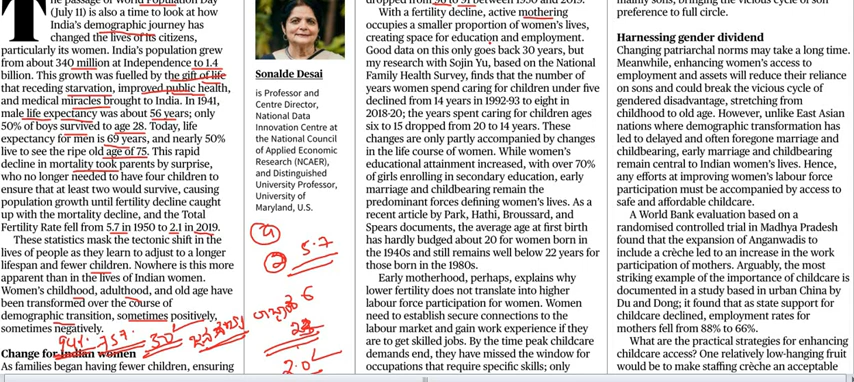 The passage of World Population Day
(July 11) is also a time to look at how
India's demographic journey has
changed the lives of its citizens,
particularly its women. India's population grew
from about 340 million at Independence to 1.4
billion. This growth was fuelled by the gift of life
that receding starvation, improved public health,
and medical miracles brought to India. In 1941,
male life expectancy was about 56 years; only
50% of boys survived to age 28. Today, life
expectancy for men is 69 years, and nearly 50%
live to see the ripe old age of 75. This rapid
decline in mortality took parents by surprise,
who no longer needed to have four children to
ensure that at least two would survive, causing
population growth until fertility decline caught
up with the mortality decline, and the Total
Fertility Rate fell from 5.7 in 1950 to 2.1 in 2019.
These statistics mask the tectonic shift in the
lives of people as they learn to adjust to a longer
lifespan and fewer children. Nowhere is this more
apparent than in the lives of Indian women.
Women's childhood, adulthood, and old age have
been transformed over the course of
demographic transition, sometimes positively,
sometimes negatively.
Change for Indian women
As families began having fewer children, ensuring
Sonalde Desai
is Professor and
Centre Director,
National Data
Innovation Centre at
the National Council
of Applied Economic
Research (NCAER),
and Distinguished
University Professor,
University of
Maryland, U.S.
5.7
6
2.0
94%. 75%. 30
dropped from 96 to 91 between 1950 and 2019.
With a fertility decline, active mothering
occupies a smaller proportion of women's lives,
creating space for education and employment.
Good data on this only goes back 30 years, but
my research with Sojin Yu, based on the National
Family Health Survey, finds that the number of
years women spend caring for children under five
declined from 14 years in 1992-93 to eight in
2018-20; the years spent caring for children ages
six to 15 dropped from 20 to 14 years. These
changes are only partly accompanied by changes
in the life course of women. While women's
educational attainment increased, with over 70%
of girls enrolling in secondary education, early
marriage and childbearing remain the
predominant forces defining women's lives. As a
recent article by Park, Hathi, Broussard, and
Spears documents, the average age at first birth
has hardly budged about 20 for women born in
the 1940s and still remains well below 22 years for
those born in the 1980s.
Early motherhood, perhaps, explains why
lower fertility does not translate into higher
labour force participation for women. Women
need to establish secure connections to the
labour market and gain work experience if they
are to get skilled jobs. By the time peak childcare
demands end, they have missed the window for
occupations that require specific skills; only
mainly sons, bringing the vicious cycle of son
preference to full circle.
Harnessing gender dividend
Changing patriarchal norms may take a long time.
Meanwhile, enhancing women's access to
employment and assets will reduce their reliance
on sons and could break the vicious cycle of
gendered disadvantage, stretching from
childhood to old age. However, unlike East Asian
nations where demographic transformation has
led to delayed and often foregone marriage and
childbearing, early marriage and childbearing
remain central to Indian women's lives. Hence,
any efforts at improving women's labour force
participation must be accompanied by access to
safe and affordable childcare.
A World Bank evaluation based on a
randomised controlled trial in Madhya Pradesh
found that the expansion of Anganwadis to
include a crèche led to an increase in the work
participation of mothers. Arguably, the most
striking example of the importance of childcare is
documented in a study based in urban China by
Du and Dong; it found that as state support for
childcare declined, employment rates for
mothers fell from 88% to 66%.
What are the practical strategies for enhancing
childcare access? One relatively low-hanging fruit
would be to make staffing crèche an acceptable